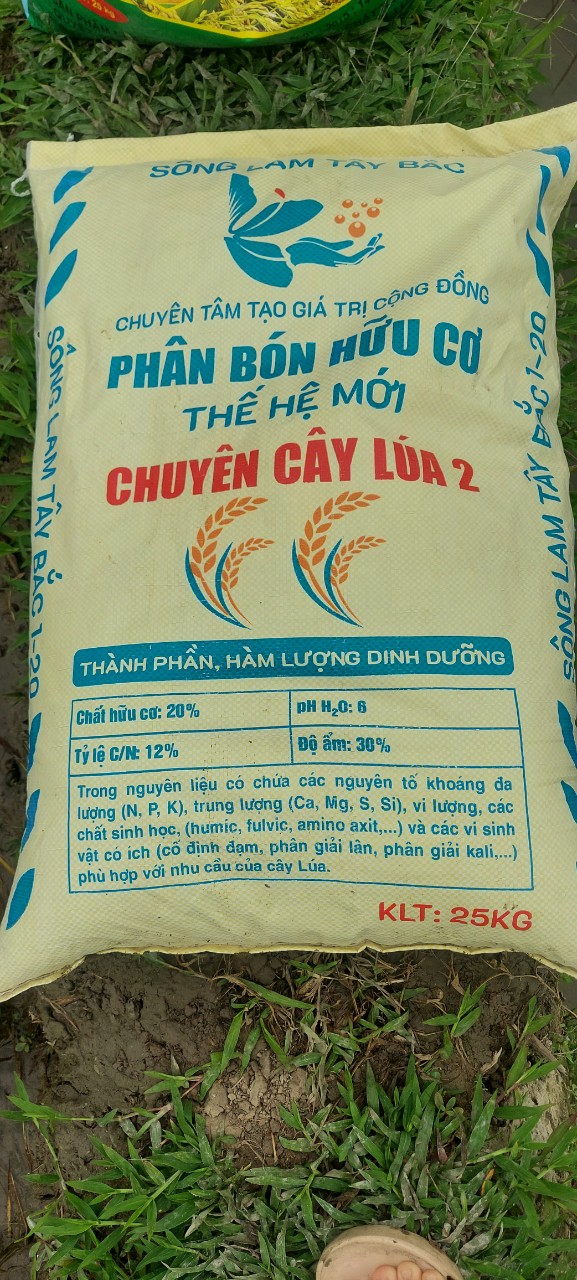 25 kg
SÔNG LAM TÂY BẮC
CHUYÊN TÂM TẠO GIÁ TRỊ CỘNG ĐỒNG
PHÂN BÓN HỮU CƠ
THẾ HỆ MỚI
CHUYÊN CÂY LÚA 2
SÔNG LAM TÂY BẮC 1-20
SÔNG LAM TÂY BẮC 1-20
THÀNH PHẦN, HÀM LƯỢNG DINH DƯỠNG
Chất hữu cơ: 20%
pH H₂O: 6
Tỷ lệ C/N: 12%
Độ ẩm: 30%
Trong nguyên liệu có chứa các nguyên tố khoáng đa
lượng (N, P, K), trung lượng (Ca, Mg, S, Si), vi lượng, các
chất sinh học, (humic, fulvic, amino axit,...) và các vi sinh
vật có ích (cố định đạm, phân giải lân, phân giải kali,...)
phù hợp với nhu cầu của cây Lúa.
KLT: 25KG